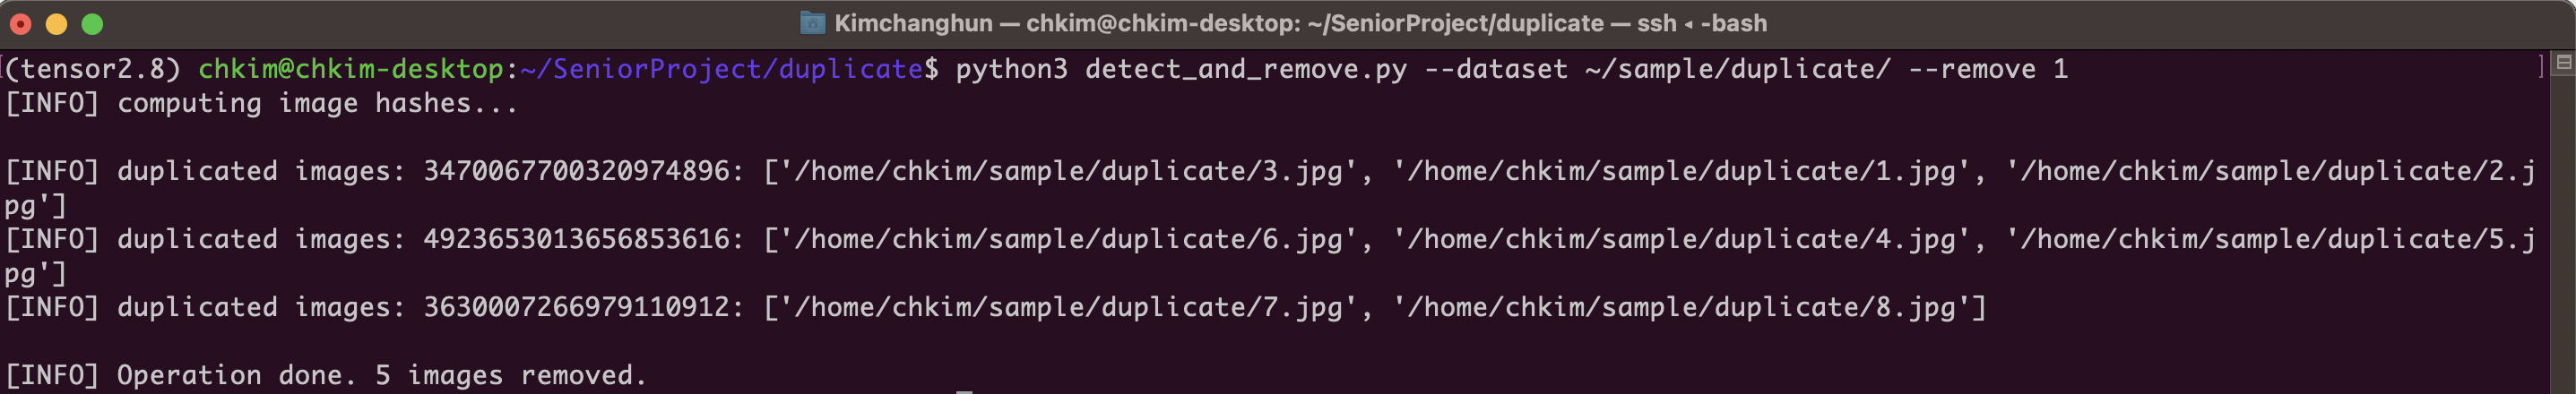 Kimchanghun — chkim@chkim-desktop: ~/SeniorProject/duplicate — ssh ◂ -bash
(tensor2.8) chkim@chkim-desktop:~/SeniorProject/duplicate$ python3 detect_and_remove.py --dataset ~/sample/duplicate/ --remove 1
[INFO] computing image hashes...
[INFO] duplicated images: 3470067700320974896: ['/home/chkim/sample/duplicate/3.jpg', '/home/chkim/sample/duplicate/1.jpg', '/home/chkim/sample/duplicate/2.j
pg']
[INFO] duplicated images: 4923653013656853616: ['/home/chkim/sample/duplicate/6.jpg', '/home/chkim/sample/duplicate/4.jpg', '/home/chkim/sample/duplicate/5.j
pg']
[INFO] duplicated images: 3630007266979110912: ['/home/chkim/sample/duplicate/7.jpg', '/home/chkim/sample/duplicate/8.jpg']
[INFO] Operation done. 5 images removed.